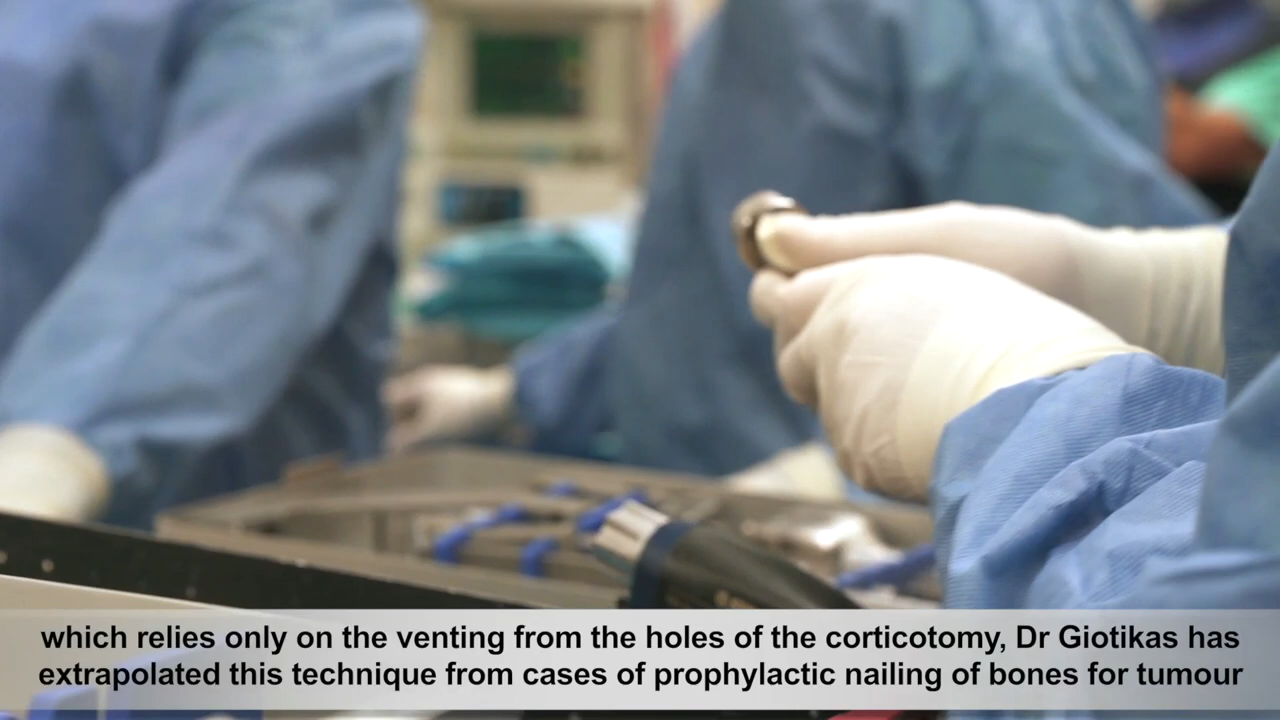 which relies only on the venting from the holes of the corticotomy, Dr Giotikas has
extrapolated this technique from cases of prophylactic nailing of bones for tumour